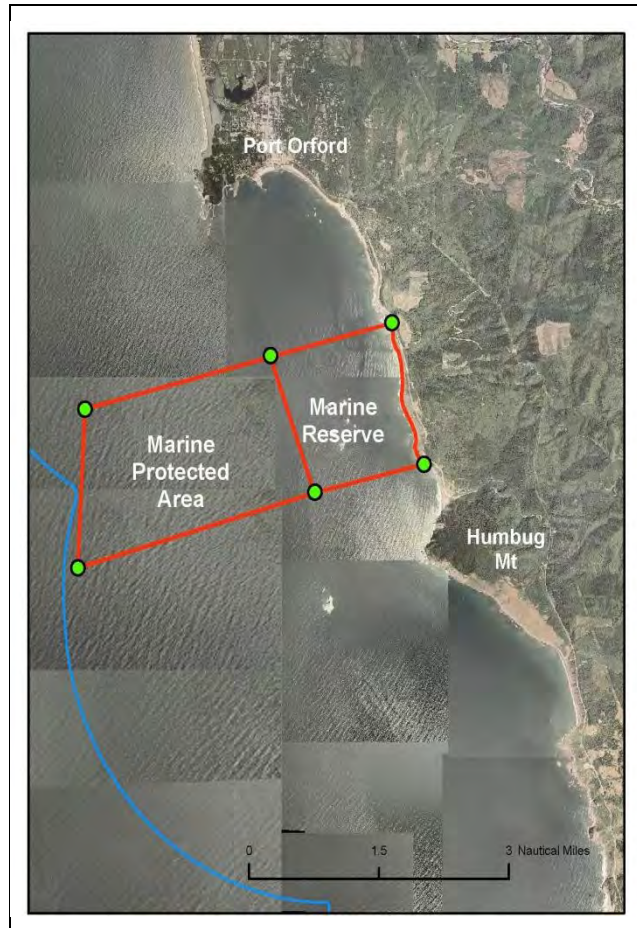 Port Orford
Marine
Reserve
Marine
Protected
Area
Humbug
Mt
0 1.5 3 Nautical Miles